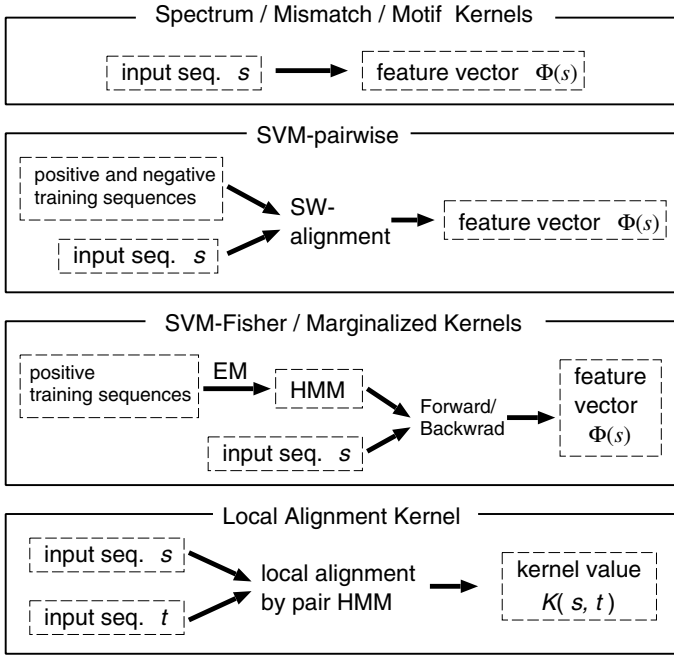 Spectrum / Mismatch / Motif Kernels
input seq. s
feature vector Φ(s)
SVM-pairwise
positive and negative
training sequences
SW-
alignment
feature vector Φ(s)
input seq. s
SVM-Fisher / Marginalized Kernels
positive
training sequences
EM
HMM
Forward/
Backwrad
feature
vector
Φ(s)
input seq. s
Local Alignment Kernel
input seq. s
local alignment
by pair HMM
kernel value
K( s, t )
input seq. t